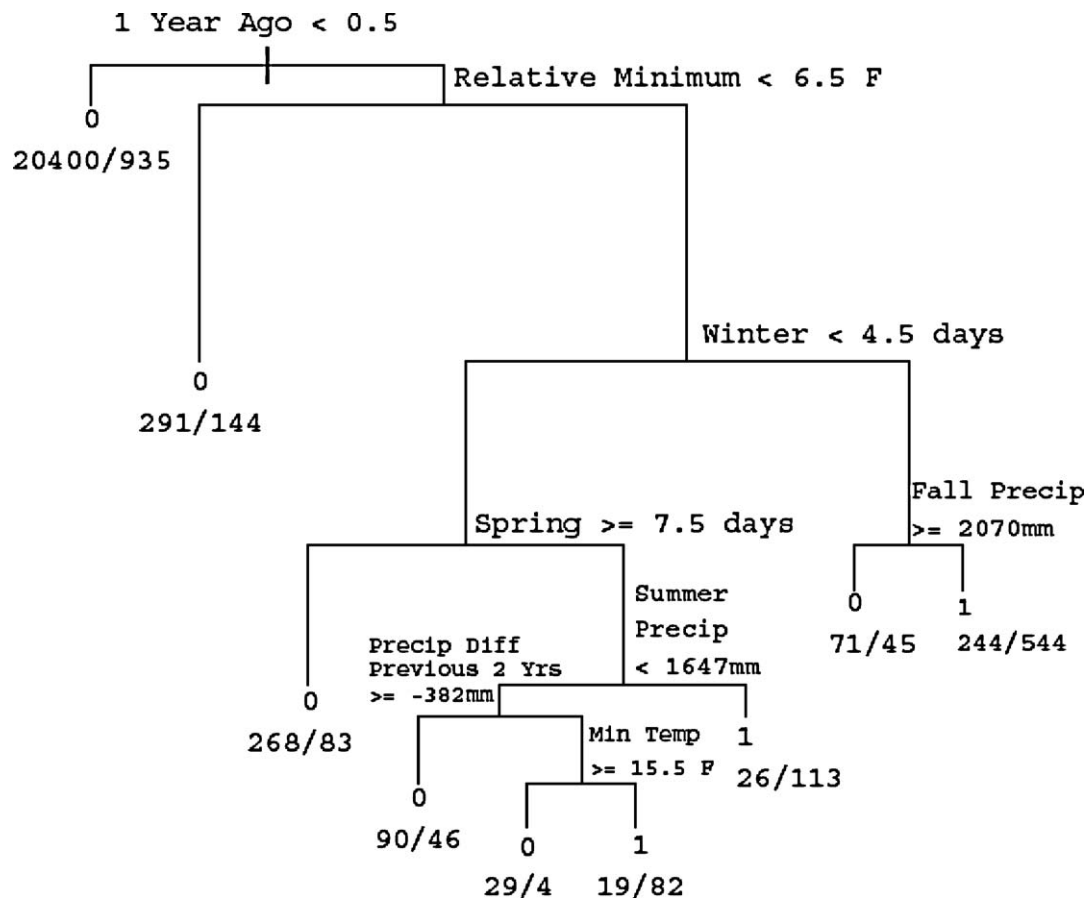 1 Year Ago < 0.5
Relative Minimum < 6.5 F
0
20400/935
Winter < 4.5 days
0
291/144
Fall Precip
>= 2070mm
Spring >= 7.5 days
Summer
Precip
< 1647mm
0
71/45
1
244/544
Precip Diff
Previous 2 Yrs
>= -382mm
0
268/83
Min Temp
>= 15.5 F
1
26/113
0
90/46
0
29/4
1
19/82